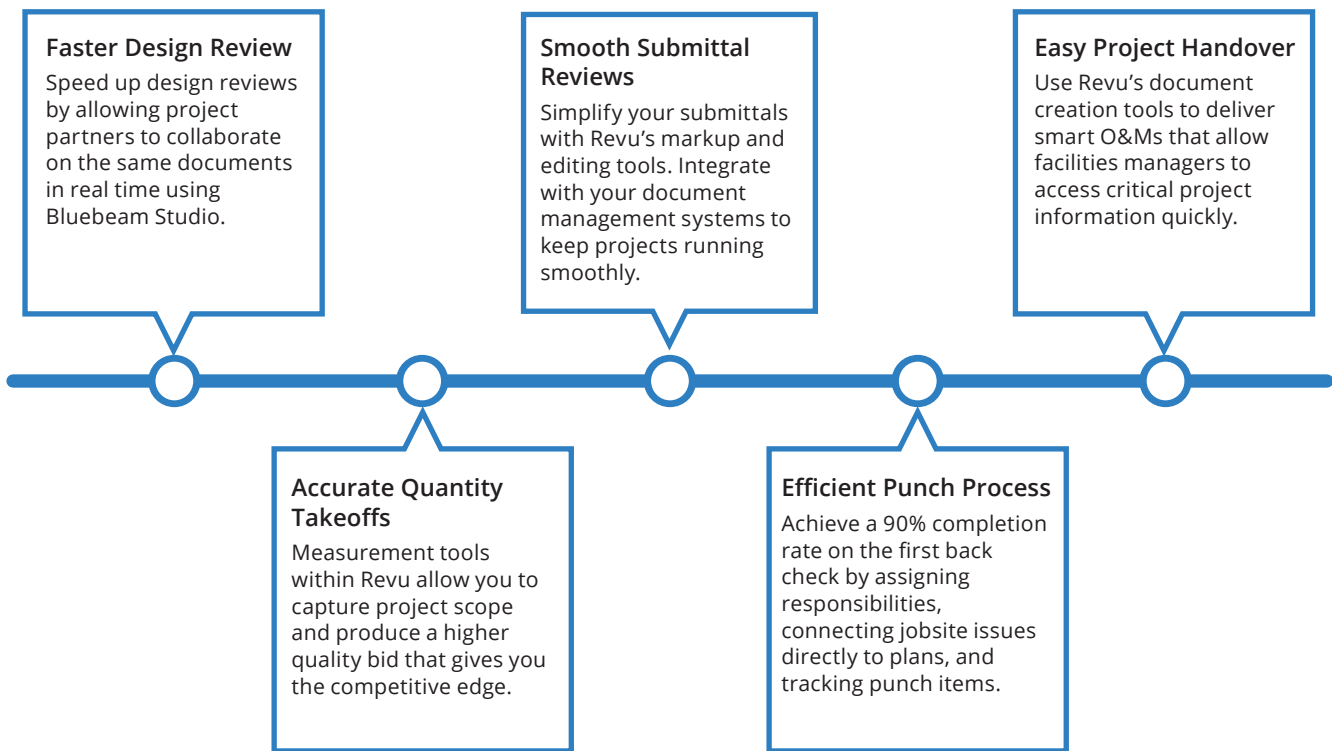 Faster Design Review
Speed up design reviews
by allowing project
partners to collaborate
on the same documents
in real time using
Bluebeam Studio.
Accurate Quantity
Takeoffs
Measurement tools
within Revu allow you to
capture project scope
and produce a higher
quality bid that gives you
the competitive edge.
Smooth Submittal
Reviews
Simplify your submittals
with Revu’s markup and
editing tools. Integrate
with your document
management systems to
keep projects running
smoothly.
Efficient Punch Process
Achieve a 90% completion
rate on the first back
check by assigning
responsibilities,
connecting jobsite issues
directly to plans, and
tracking punch items.
Easy Project Handover
Use Revu’s document
creation tools to deliver
smart O&Ms that allow
facilities managers to
access critical project
information quickly.